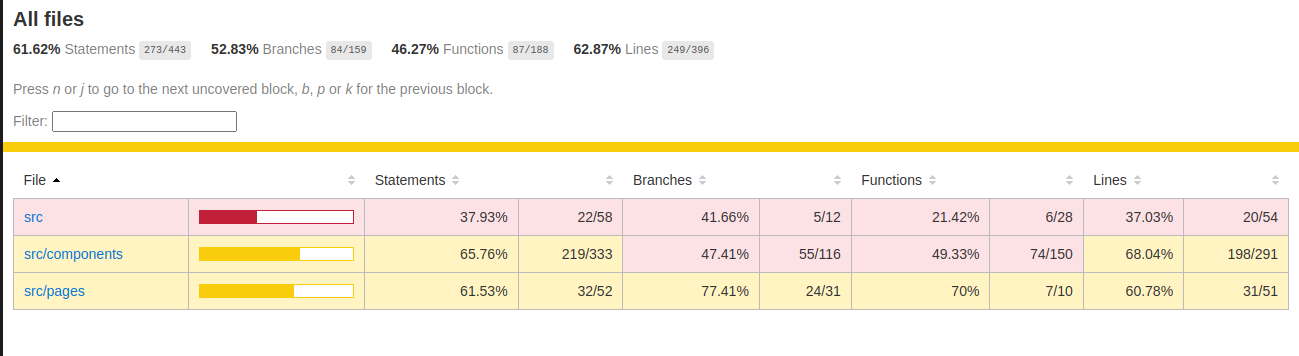 All files
61.62% Statements 273/443 52.83% Branches 84/159 46.27% Functions 87/188 62.87% Lines 249/396
Press n or j to go to the next uncovered block, b, p or k for the previous block.
Filter:
File Statements Branches Functions Lines
src 37.93% 22/58 41.66% 5/12 21.42% 6/28 37.03% 20/54
src/components 65.76% 219/333 47.41% 55/116 49.33% 74/150 68.04% 198/291
src/pages 61.53% 32/52 77.41% 24/31 70% 7/10 60.78% 31/51